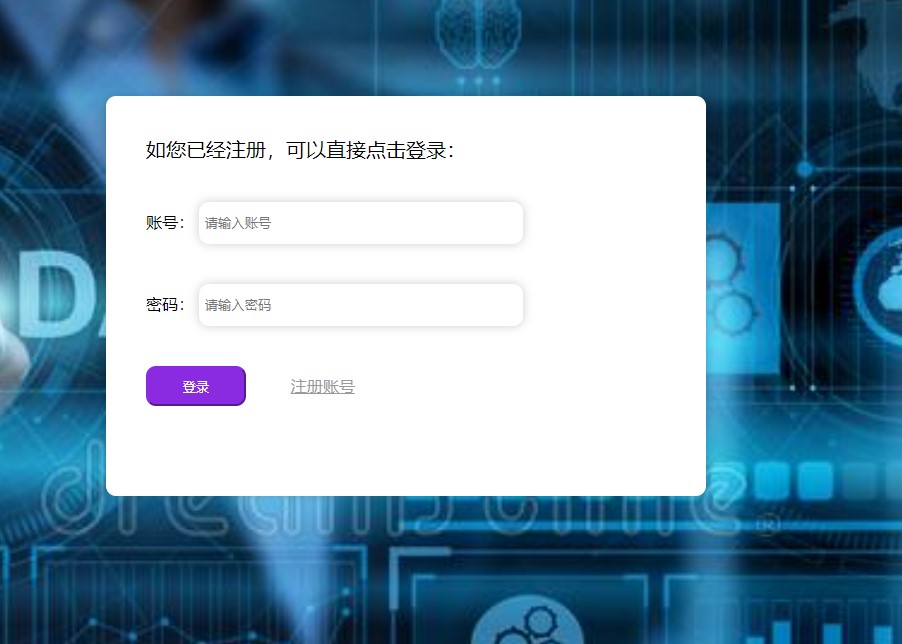 如您已经注册，可以直接点击登录：
账号： 请输入账号
密码： 请输入密码
登录 注册账号
D
dreamstime®